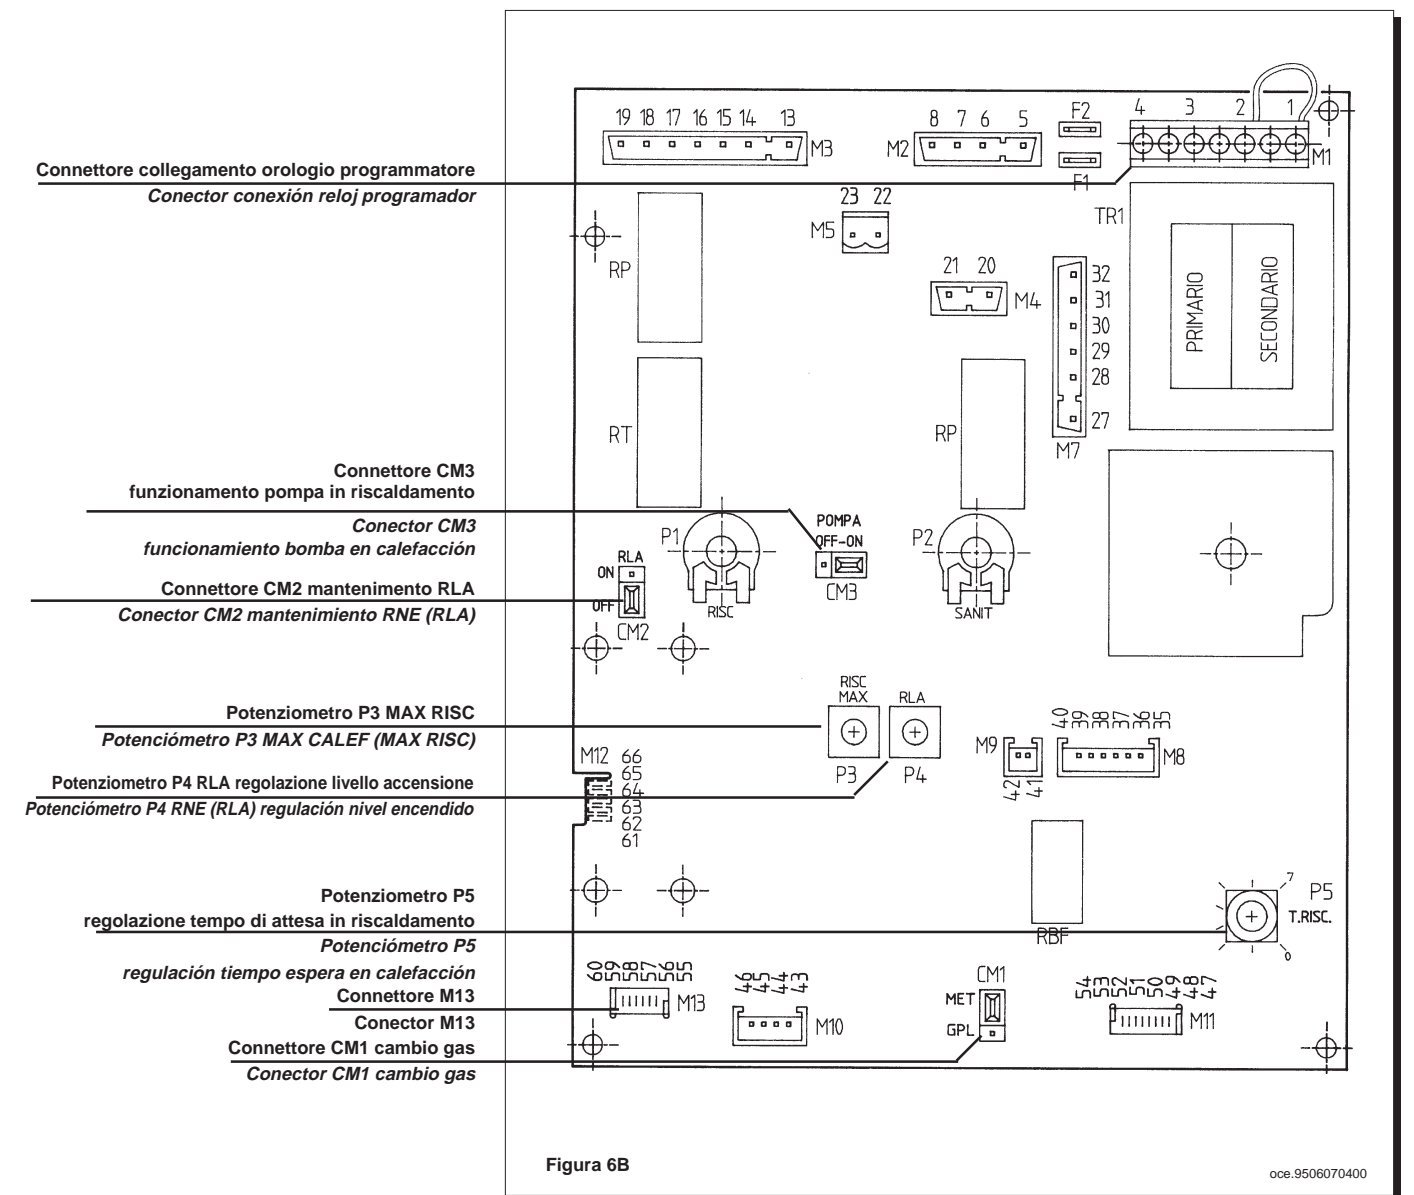 19 18 17 16 15 14 13
M3
8 7 6 5
M2
F2
F1
4 3 2 1
M1
Connettore collegamento orologio programmatore
Conector conexión reloj programador
23 22
M5
TR1
RP
21 20
M4
32
31
30
29
28
27
M7
PRIMARIO
SECONDARIO
RT
RP
Connettore CM3
funzionamento pompa in riscaldamento
Conector CM3
funcionamiento bomba en calefacción
P1
RISC
POMPA
OFF-ON
CM3
P2
SANIT
RLA
ON
OFF
CM2
Connettore CM2 mantenimento RLA
Conector CM2 mantenimiento RNE (RLA)
Potenziometro P3 MAX RISC
Potenciómetro P3 MAX CALEF (MAX RISC)
RISC
MAX
P3
RLA
P4
M9
42 41
40 39 38 37 36 35
M8
M12
66
65
64
63
62
61
Potenziometro P4 RLA regolazione livello accensione
Potenciómetro P4 RNE (RLA) regulación nivel encendido
Potenziometro P5
regolazione tempo di attesa in riscaldamento
Potenciómetro P5
regulación tiempo espera en calefacción
RBF
7
P5
T.RISC.
0
60 59 58 57 56 55
M13
46 45 44 43
M10
CM1
MET
GPL
54 53 52 51 50 49 48 47
M11
Connettore M13
Conector M13
Connettore CM1 cambio gas
Conector CM1 cambio gas
Figura 6B
oce.9506070400